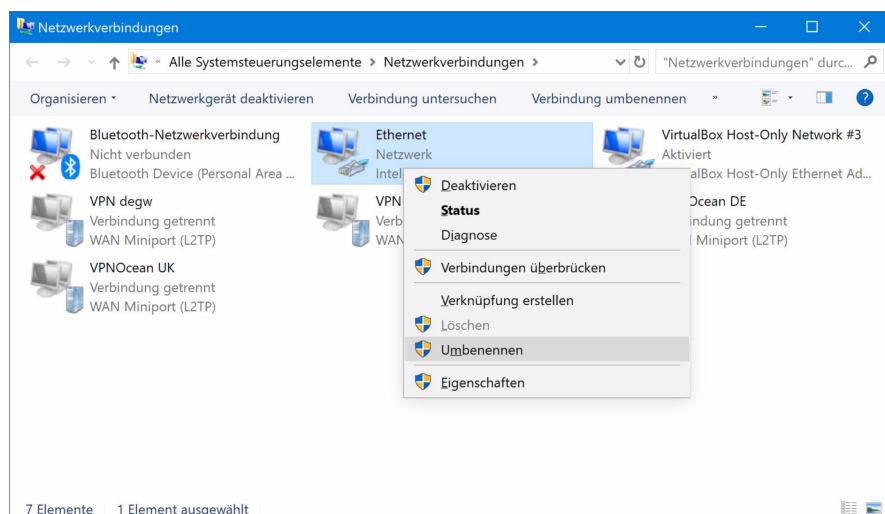 Netzwerkverbindungen
« Alle Systemsteuerungselemente > Netzwerkverbindungen >
"Netzwerkverbindungen" durc...
Organisieren Netzwerkgerät deaktivieren Verbindung untersuchen Verbindung umbenennen » ?
Bluetooth-Netzwerkverbindung
Nicht verbunden
Bluetooth Device (Personal Area ...
Ethernet
Netzwerk
Intel
VirtualBox Host-Only Network #3
Aktiviert
alBox Host-Only Ethernet Ad...
VPN degw
Verbindung getrennt
WAN Miniport (L2TP)
VPN
Verb
WAN
Ocean DE
indung getrennt
Miniport (L2TP)
VPNOcean UK
Verbindung getrennt
WAN Miniport (L2TP)
Deaktivieren
Status
Diagnose
Verbindungen überbrücken
Verknüpfung erstellen
Löschen
Umbenennen
Eigenschaften
7 Elemente 1 Element ausgewählt